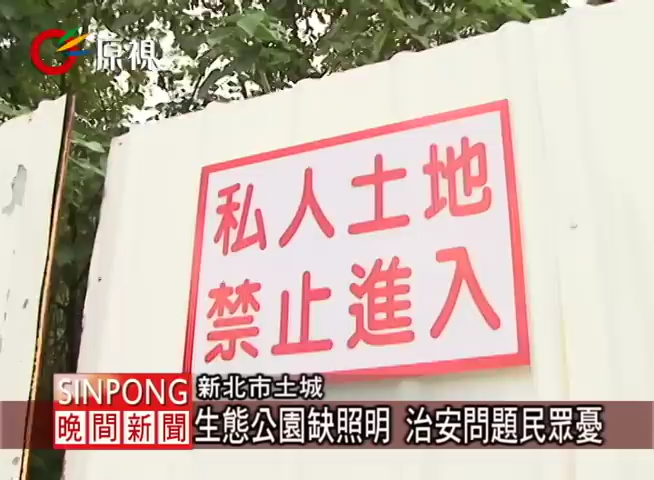 原視
私人土地
禁止進入
SINPONG
新北市土城
晚間新聞
生態公園缺照明 治安問題民眾憂